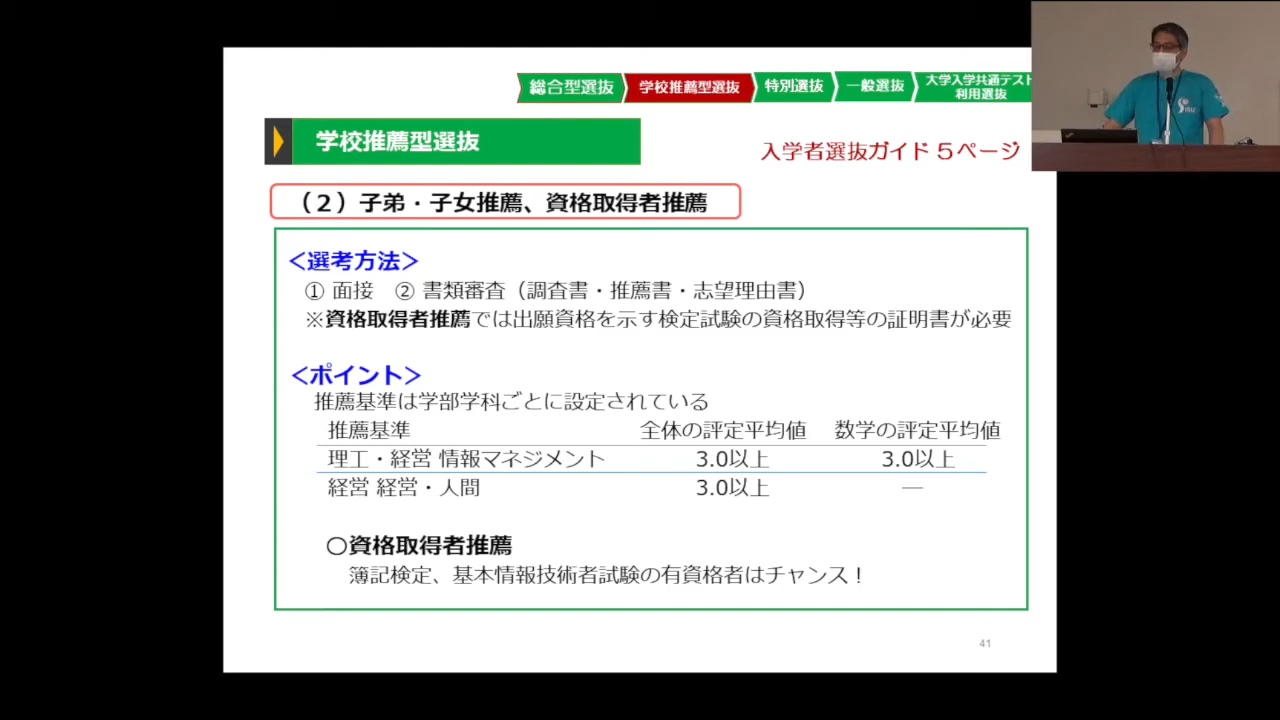 総合型選抜
学校推薦型選抜
特別選抜
一般選抜
大学入学共通テスト
利用選抜
学校推薦型選抜
入学者選抜ガイド５ページ
（２）子弟・子女推薦、資格取得者推薦
＜選考方法＞
① 面接　② 書類審査（調査書・推薦書・志望理由書）
※資格取得者推薦では出願資格を示す検定試験の資格取得等の証明書が必要
＜ポイント＞
推薦基準は学部学科ごとに設定されている
推薦基準　全体の評定平均値　数学の評定平均値
理工・経営 情報マネジメント　3.0以上　3.0以上
経営 経営・人間　3.0以上　―
〇資格取得者推薦
簿記検定、基本情報技術者試験の有資格者はチャンス！
41